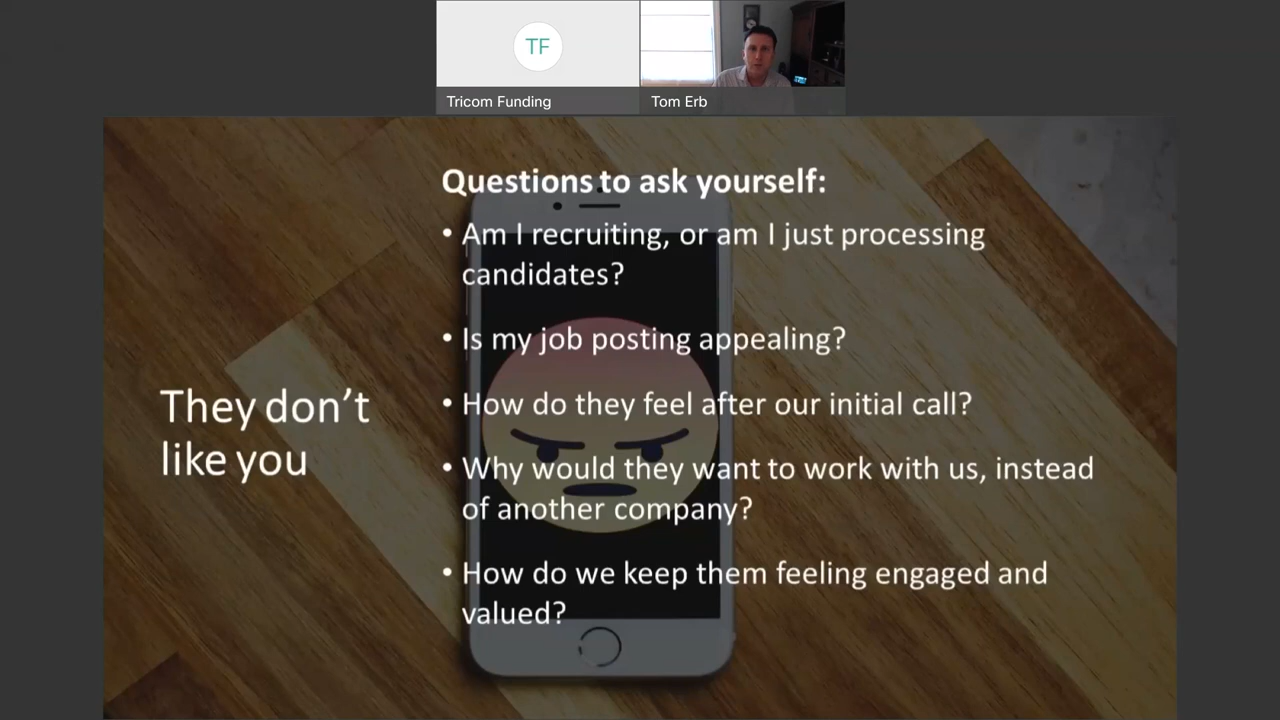 TF
Tricom Funding
Tom Erb
They don’t
like you
Questions to ask yourself:
• Am I recruiting, or am I just processing
candidates?
• Is my job posting appealing?
• How do they feel after our initial call?
• Why would they want to work with us, instead
of another company?
• How do we keep them feeling engaged and
valued?